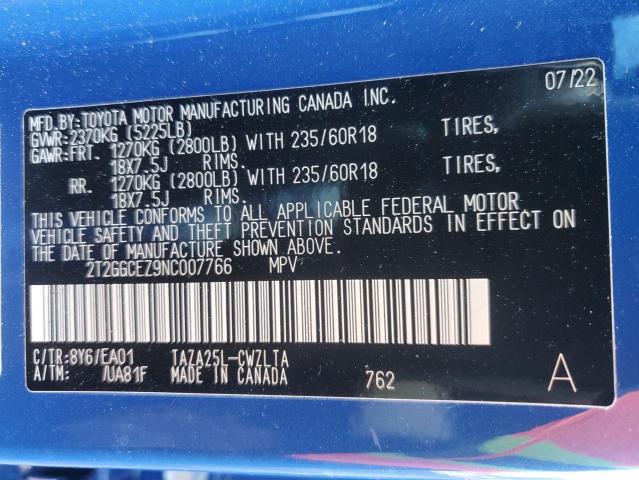 07/22
MFD.BY:TOYOTA MOTOR MANUFACTURING CANADA INC.
GVWR:2370KG (5225LB)
GAWR:FRT. 1270KG (2800LB) WITH 235/60R18 TIRES,
18X7.5J RIMS.
RR. 1270KG (2800LB) WITH 235/60R18 TIRES,
18X7.5J RIMS.
THIS VEHICLE CONFORMS TO ALL APPLICABLE FEDERAL MOTOR
VEHICLE SAFETY AND THEFT PREVENTION STANDARDS IN EFFECT ON
THE DATE OF MANUFACTURE SHOWN ABOVE.
2T2GGCEZ9NC007766 MPV
C/TR:8Y6/EA01 TAZA25L-CWZLTA
A/TM: /UA81F MADE IN CANADA 762 A